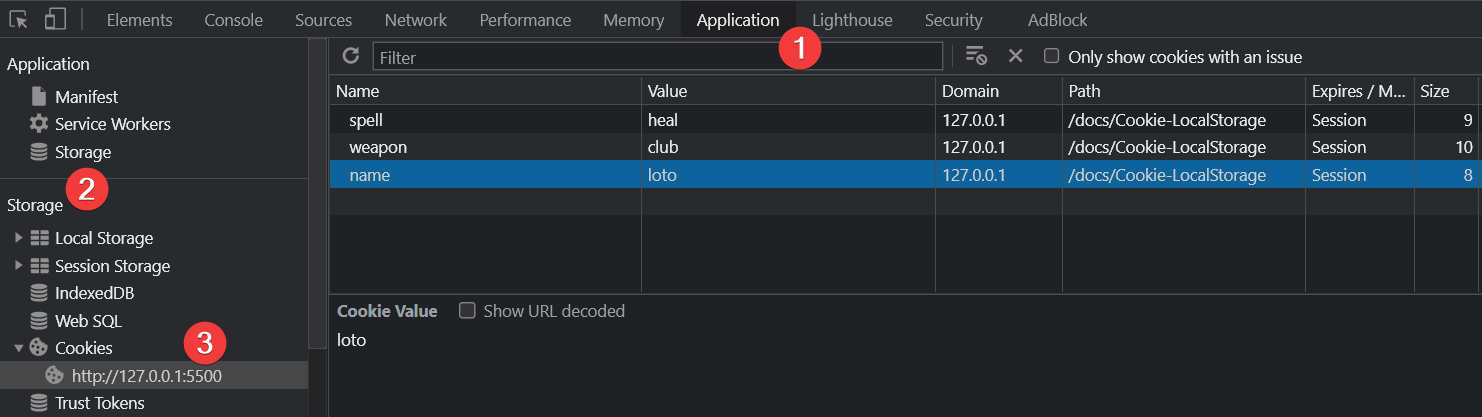 Elements Console Sources Network Performance Memory Application Lighthouse Security AdBlock
1
Application
Manifest
Service Workers
Storage
2
Storage
Local Storage
Session Storage
IndexedDB
Web SQL
Cookies
3
http://127.0.0.1:5500
Trust Tokens
Filter Only show cookies with an issue
Name Value Domain Path Expires / M... Size
spell heal 127.0.0.1 /docs/Cookie-LocalStorage Session 9
weapon club 127.0.0.1 /docs/Cookie-LocalStorage Session 10
name loto 127.0.0.1 /docs/Cookie-LocalStorage Session 8
Cookie Value Show URL decoded
loto